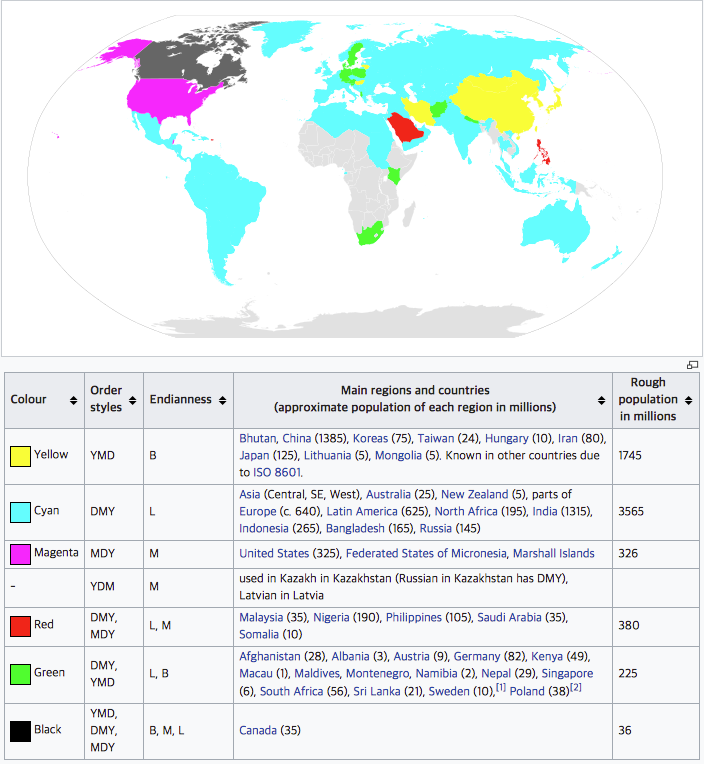 Colour
Order
styles
Endianness
Main regions and countries
(approximate population of each region in millions)
Rough
population
in millions
Yellow
YMD
B
Bhutan, China (1385), Koreas (75), Taiwan (24), Hungary (10), Iran (80),
Japan (125), Lithuania (5), Mongolia (5). Known in other countries due
to ISO 8601.
1745
Cyan
DMY
L
Asia (Central, SE, West), Australia (25), New Zealand (5), parts of
Europe (c. 640), Latin America (625), North Africa (195), India (1315),
Indonesia (265), Bangladesh (165), Russia (145)
3565
Magenta
MDY
M
United States (325), Federated States of Micronesia, Marshall Islands
326
-
YDM
M
used in Kazakh in Kazakhstan (Russian in Kazakhstan has DMY),
Latvian in Latvia
Red
DMY,
MDY
L, M
Malaysia (35), Nigeria (190), Philippines (105), Saudi Arabia (35),
Somalia (10)
380
Green
DMY,
YMD
L, B
Afghanistan (28), Albania (3), Austria (9), Germany (82), Kenya (49),
Macau (1), Maldives, Montenegro, Namibia (2), Nepal (29), Singapore
(6), South Africa (56), Sri Lanka (21), Sweden (10),[1] Poland (38)[2]
225
Black
YMD,
DMY,
MDY
B, M, L
Canada (35)
36